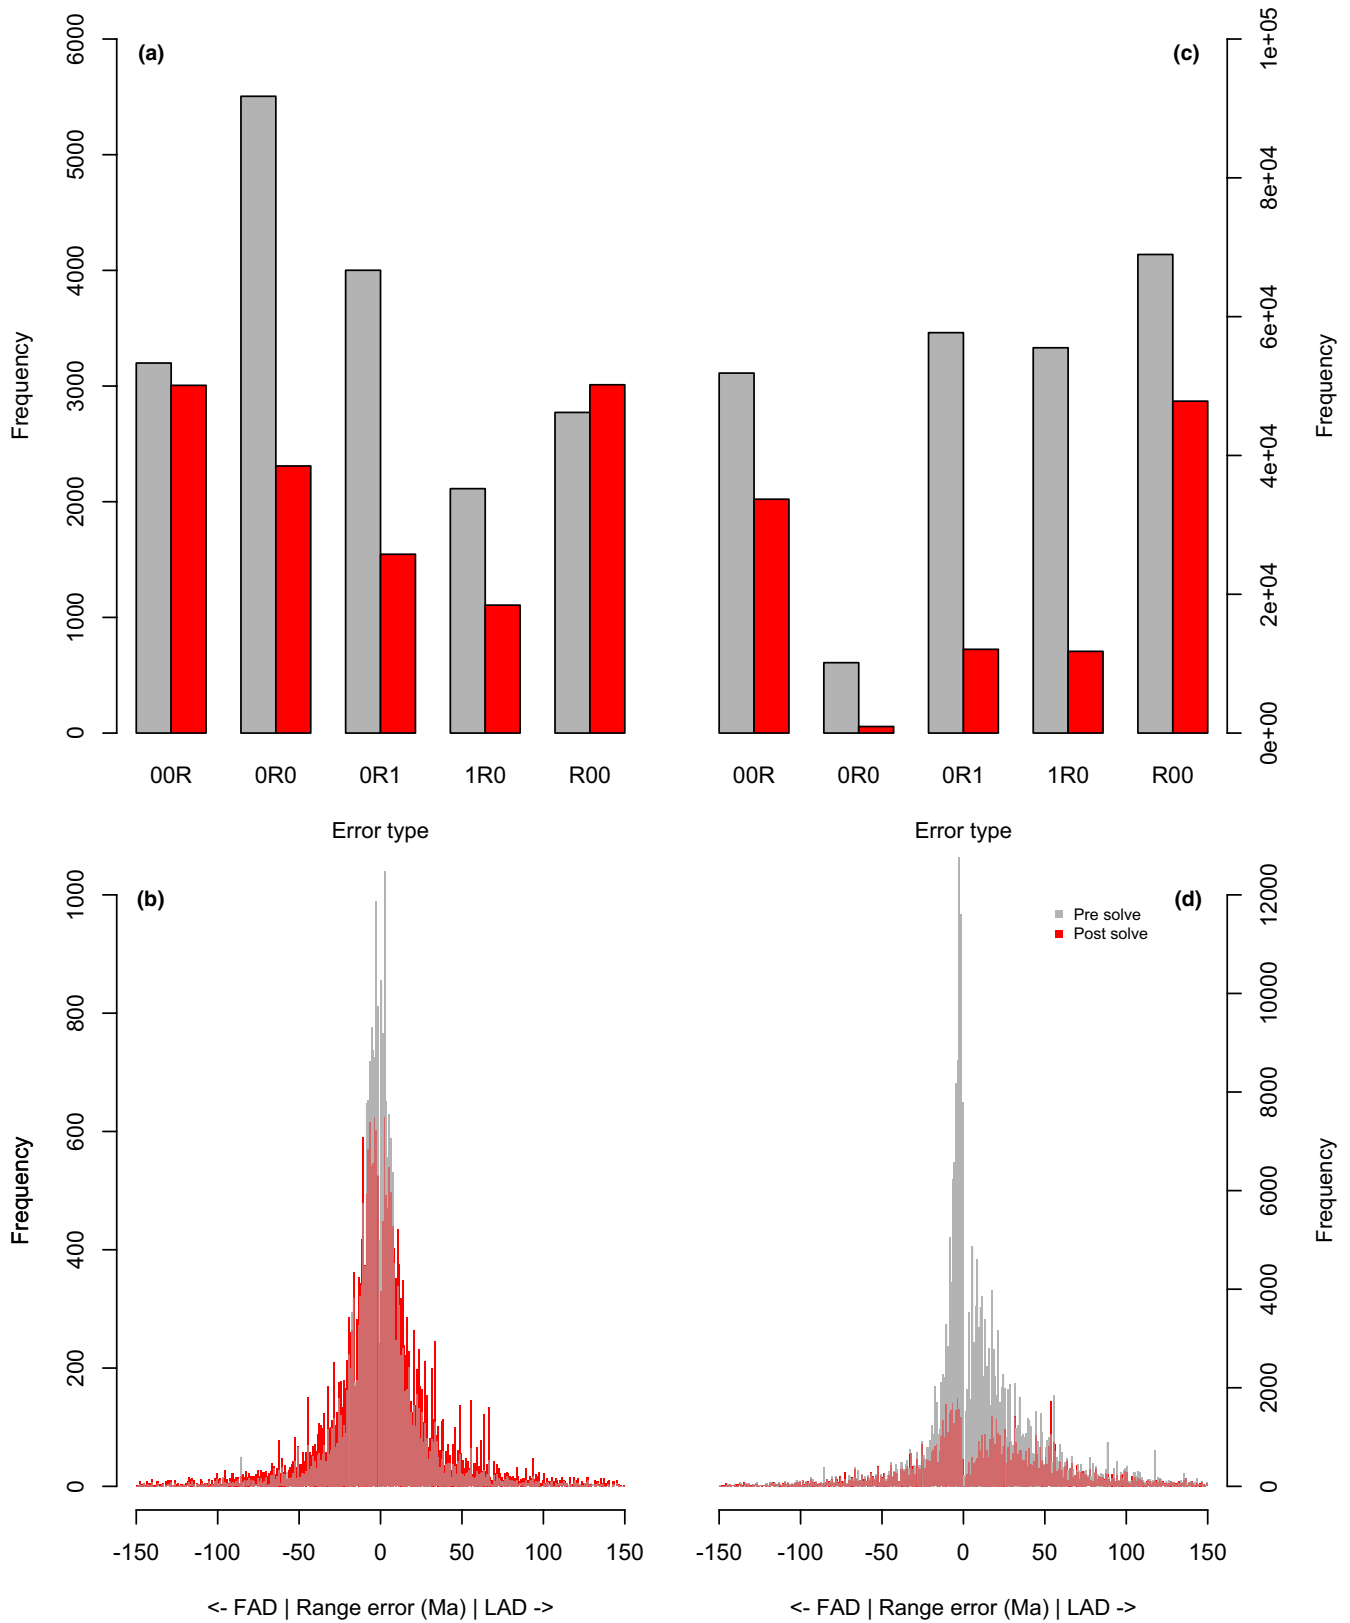 (a)
6000
5000
4000
3000
2000
1000
0
Frequency
00R
0R0
0R1
1R0
R00
Error type
(c)
1e+05
8e+04
6e+04
4e+04
2e+04
0e+00
Frequency
00R
0R0
0R1
1R0
R00
Error type
(b)
1000
800
600
400
200
0
Frequency
-150
-100
-50
0
50
100
150
<- FAD | Range error (Ma) | LAD ->
(d)
Pre solve
Post solve
12000
10000
8000
6000
4000
2000
0
Frequency
-150
-100
-50
0
50
100
150
<- FAD | Range error (Ma) | LAD ->